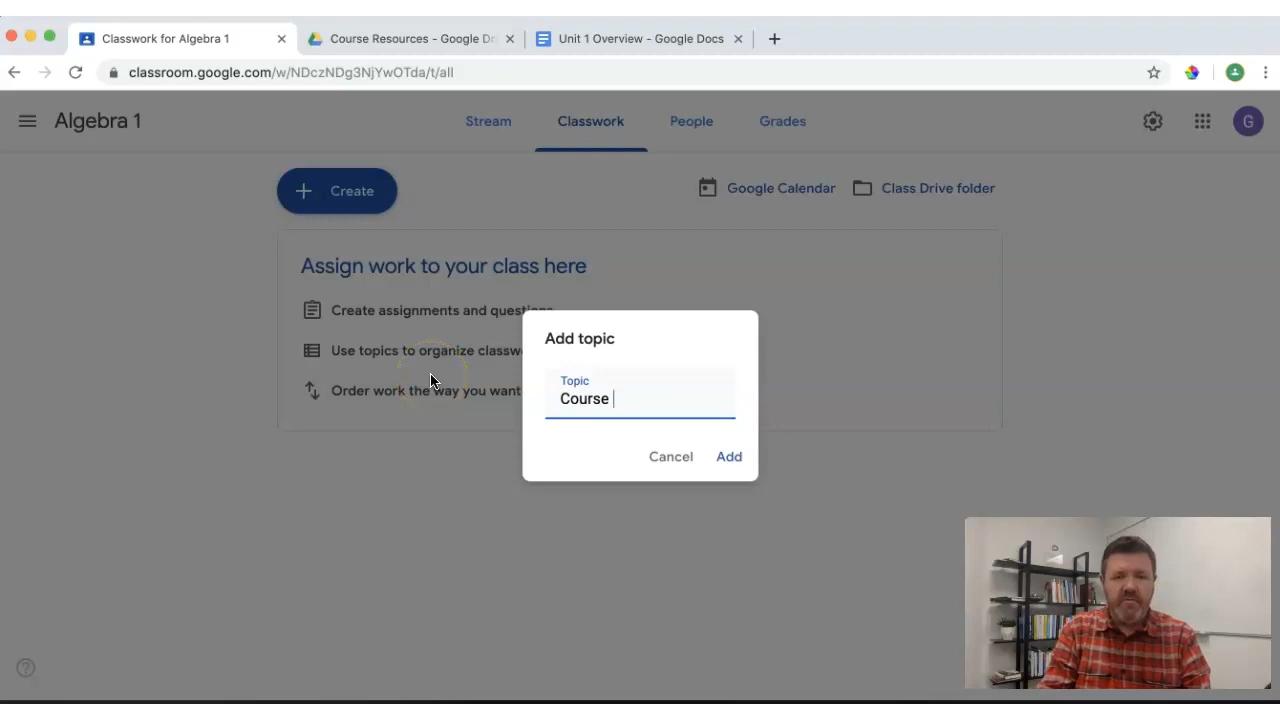 Classwork for Algebra 1
Course Resources - Google Dr
Unit 1 Overview - Google Docs
classroom.google.com/w/NDczNDg3NjYwOTda/t/all
Algebra 1
Stream
Classwork
People
Grades
G
Create
Google Calendar
Class Drive folder
Assign work to your class here
Create assignments and questions
Use topics to organize classw
Order work the way you want
Add topic
Topic
Course
Cancel
Add